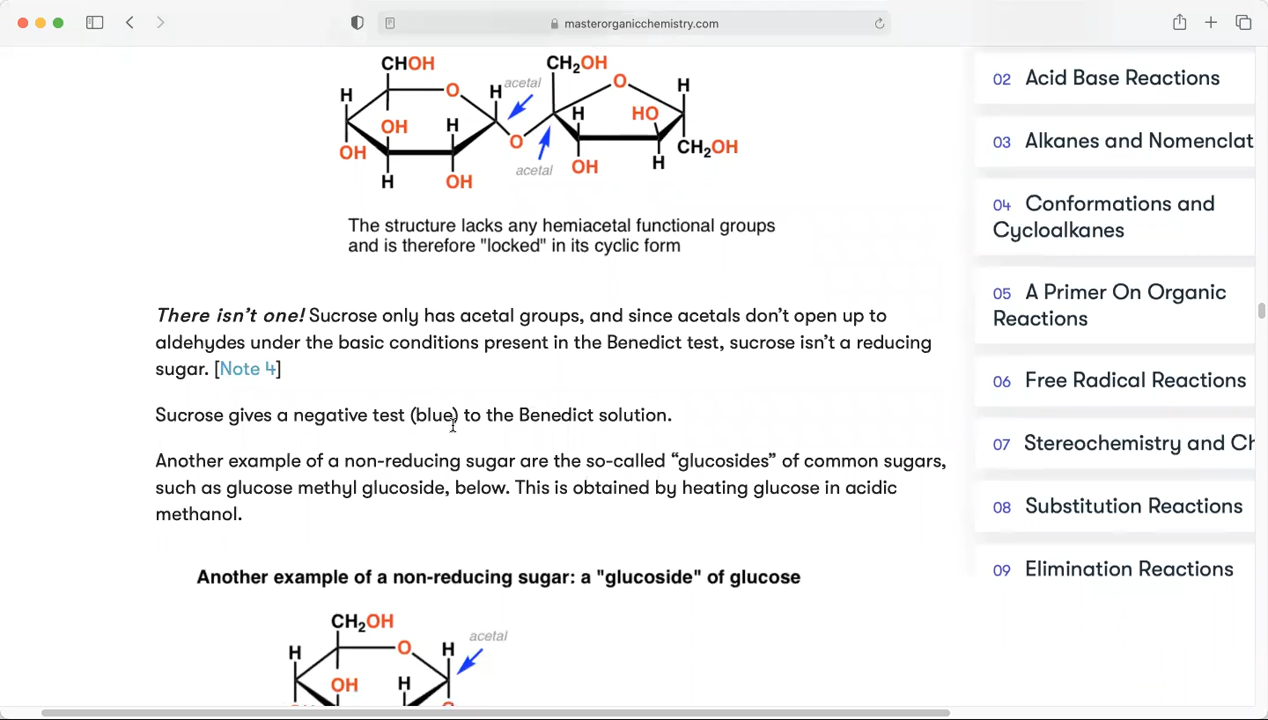 masterorganicchemistry.com
CHOH
acetal
CH2OH
H
O
H
O
H
OH
H
H
HO
OH
O
CH2OH
acetal
OH
H
H
OH
The structure lacks any hemiacetal functional groups
and is therefore "locked" in its cyclic form
There isn't one! Sucrose only has acetal groups, and since acetals don't open up to
aldehydes under the basic conditions present in the Benedict test, sucrose isn't a reducing
sugar. [Note 4]
Sucrose gives a negative test (blue) to the Benedict solution.
Another example of a non-reducing sugar are the so-called “glucosides” of common sugars,
such as glucose methyl glucoside, below. This is obtained by heating glucose in acidic
methanol.
Another example of a non-reducing sugar: a "glucoside" of glucose
CH2OH
acetal
H
O
H
OH
H
02 Acid Base Reactions
03 Alkanes and Nomenclat
04 Conformations and
Cycloalkanes
05 A Primer On Organic
Reactions
06 Free Radical Reactions
07 Stereochemistry and Ch
08 Substitution Reactions
09 Elimination Reactions